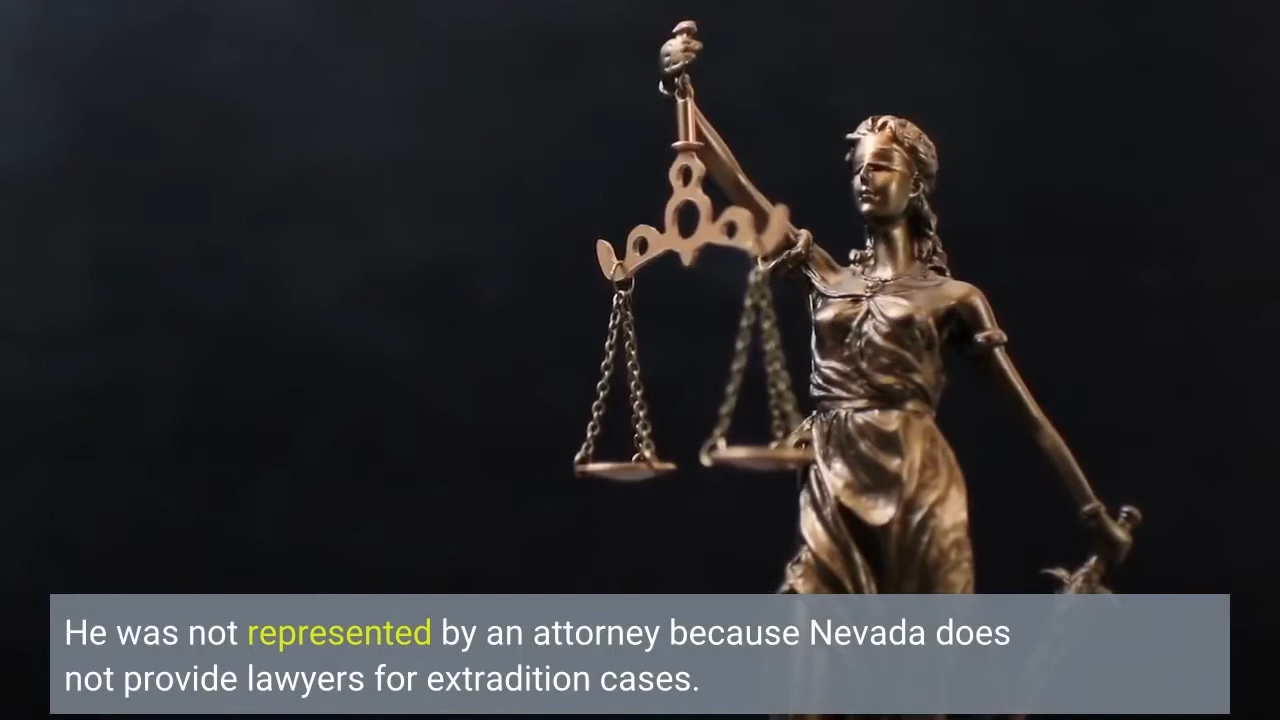 He was not represented by an attorney because Nevada does
not provide lawyers for extradition cases.